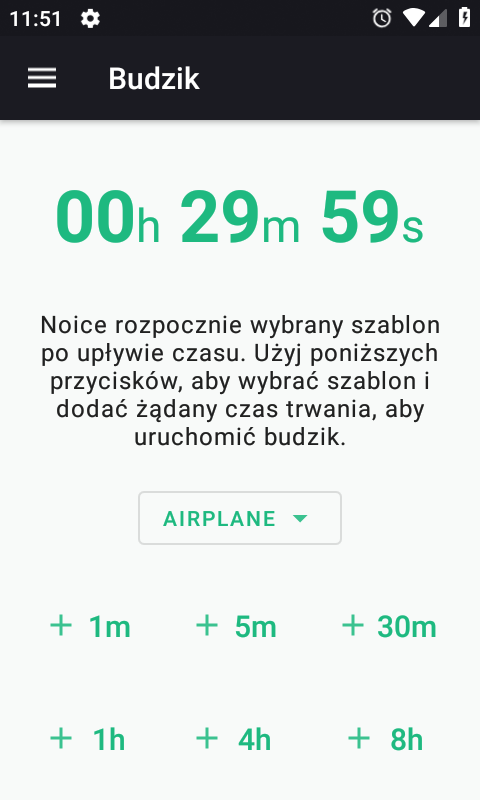 11:51
Budzik
00h 29m 59s
Noice rozpocznie wybrany szablon
po upływie czasu. Użyj poniższych
przycisków, aby wybrać szablon i
dodać żądany czas trwania, aby
uruchomić budzik.
AIRPLANE
+ 1m + 5m + 30m
+ 1h + 4h + 8h